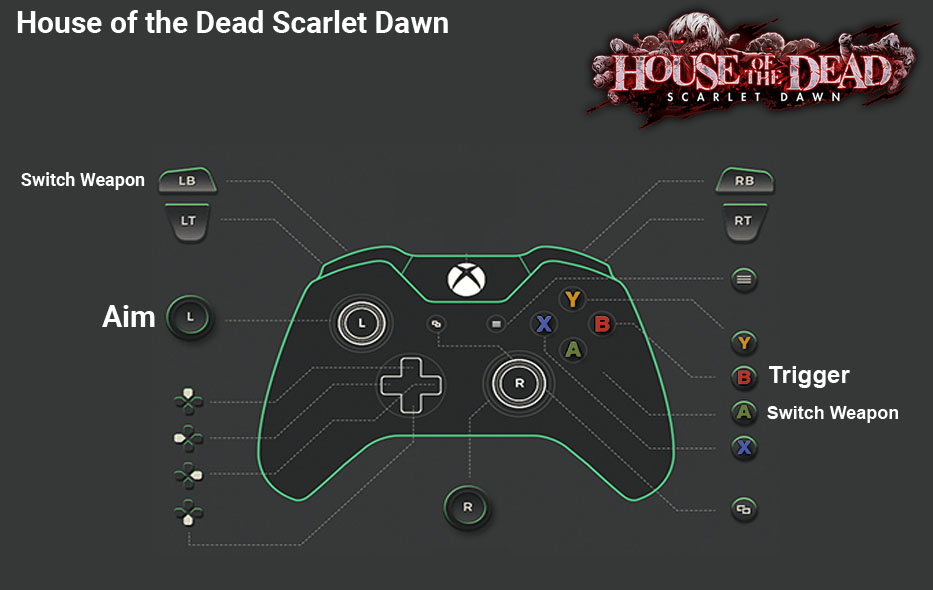 House of the Dead Scarlet Dawn
HOUSE OF THE DEAD
SCARLET DAWN
Switch Weapon LB
RB
LT
RT
Y
Aim L
L
X
B
A
Y
R
B Trigger
A Switch Weapon
X
R